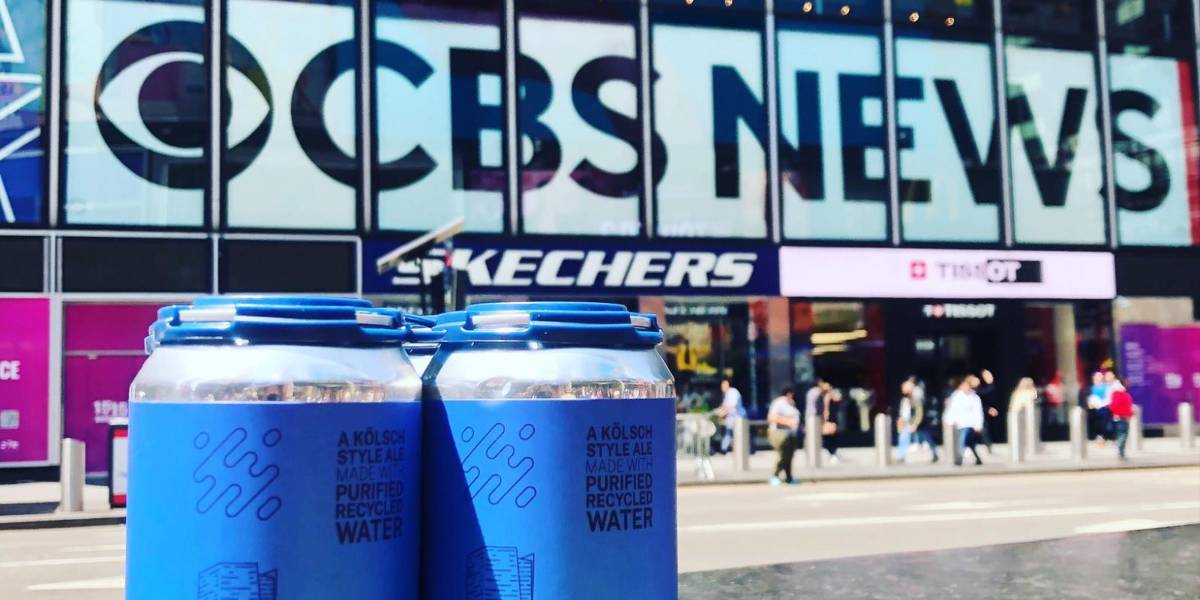 CBS NEWS
SKECHERS
TISSOT
TISSOT
CE
A KÖLSCH
STYLE ALE
MADE WITH
PURIFIED
RECYCLED
WATER
A KÖLSCH
STYLE ALE
MADE WITH
PURIFIED
RECYCLED
WATER